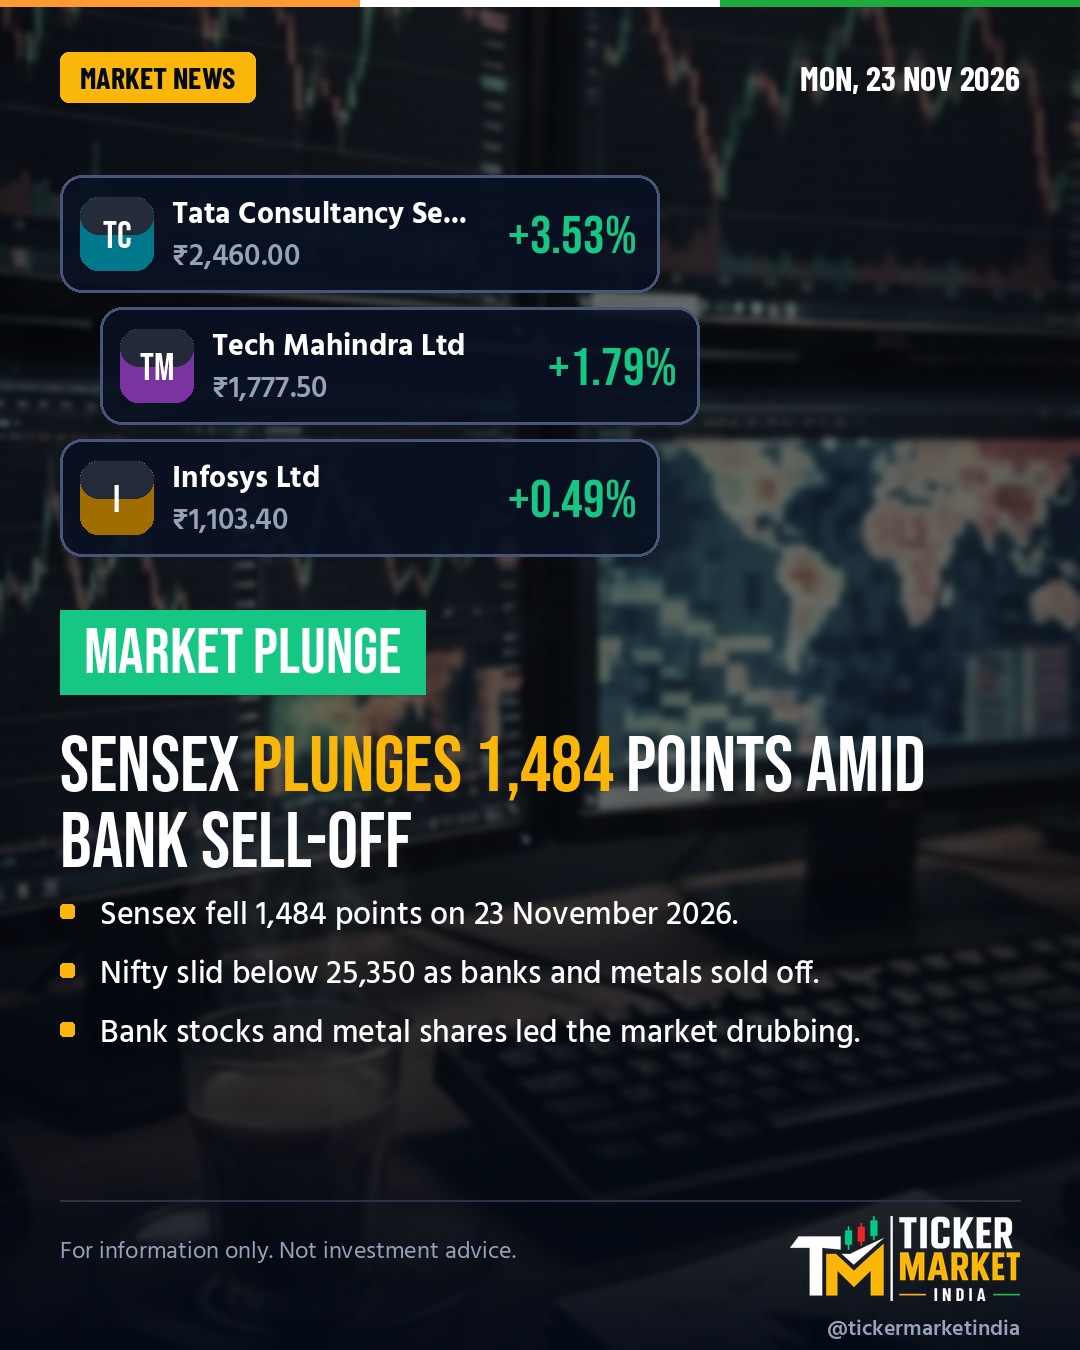 MARKET NEWS
MON, 23 NOV 2026
TC
Tata Consultancy Se...
₹2,460.00
+3.53%
TM
Tech Mahindra Ltd
₹1,777.50
+1.79%
I
Infosys Ltd
₹1,103.40
+0.49%
MARKET PLUNGE
SENSEX PLUNGES 1,484 POINTS AMID
BANK SELL-OFF
Sensex fell 1,484 points on 23 November 2026.
Nifty slid below 25,350 as banks and metals sold off.
Bank stocks and metal shares led the market drubbing.
For information only. Not investment advice.
TM
TICKER
MARKET
INDIA
@tickermarketindia